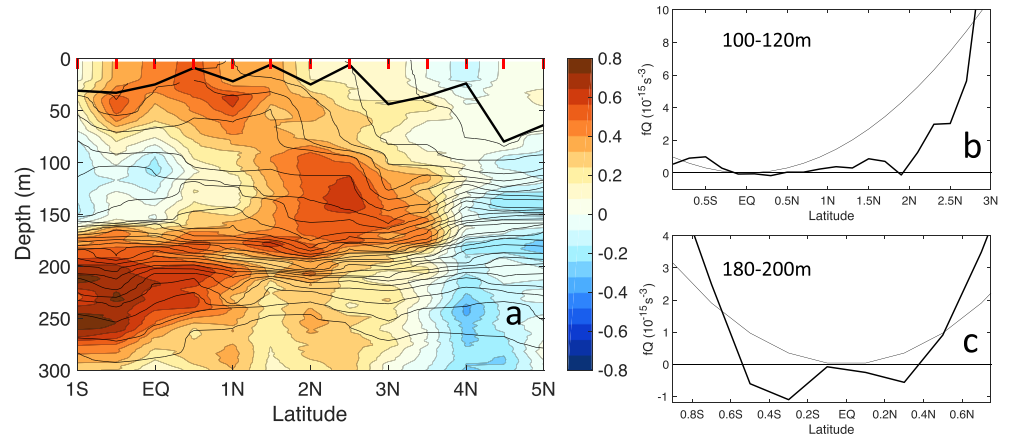 0
50
100
150
200
250
300
Depth (m)
1S EQ 1N 2N 3N 4N 5N
Latitude
a
0.8
0.6
0.4
0.2
0
-0.2
-0.4
-0.6
-0.8
10
8
6
4
2
0
fQ (10⁻¹⁵ s⁻³)
100-120m
b
0.5S EQ 0.5N 1N 1.5N 2N 2.5N 3N
Latitude
4
3
2
1
0
-1
fQ (10⁻¹⁵ s⁻³)
180-200m
c
0.8S 0.6S 0.4S 0.2S EQ 0.2N 0.4N 0.6N
Latitude